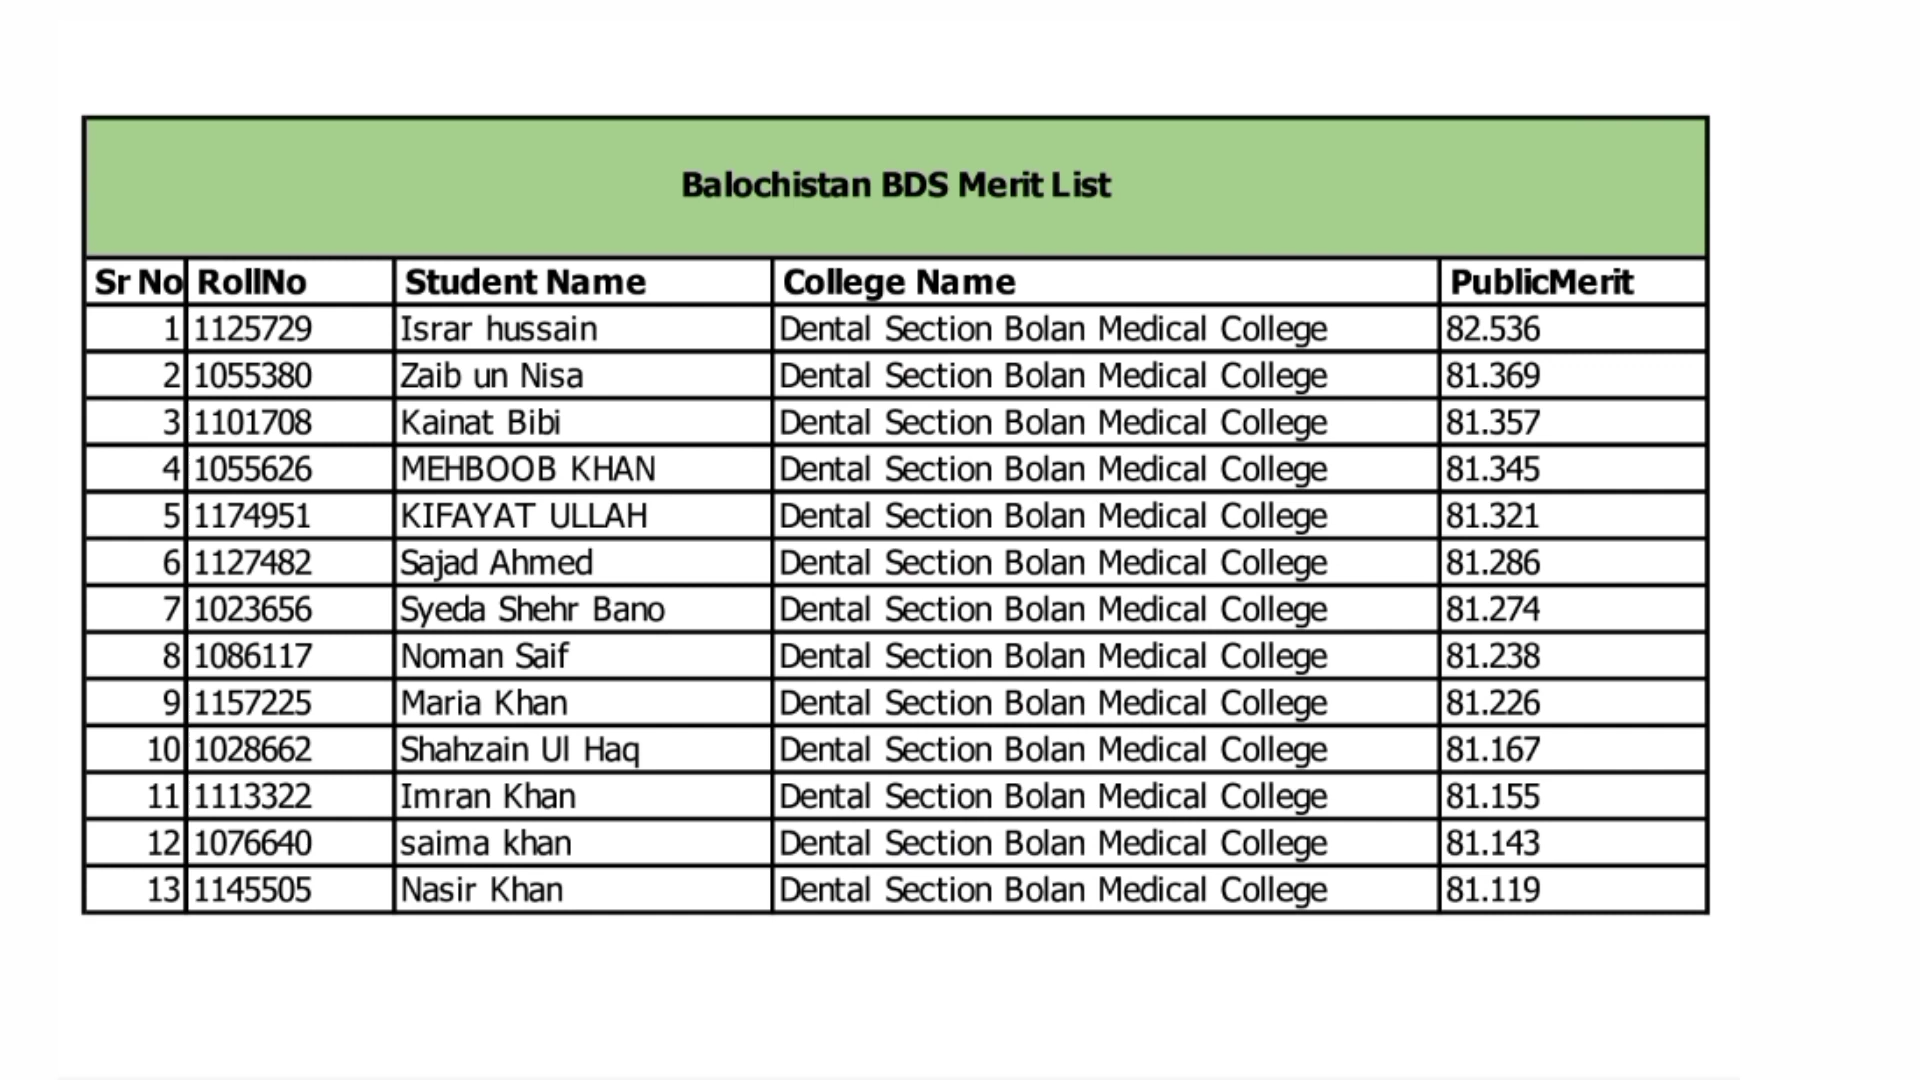 Balochistan BDS Merit List
Sr No RollNo Student Name College Name PublicMerit
1 1125729 Israr hussain Dental Section Bolan Medical College 82.536
2 1055380 Zaib un Nisa Dental Section Bolan Medical College 81.369
3 1101708 Kainat Bibi Dental Section Bolan Medical College 81.357
4 1055626 MEHBOOB KHAN Dental Section Bolan Medical College 81.345
5 1174951 KIFAYAT ULLAH Dental Section Bolan Medical College 81.321
6 1127482 Sajad Ahmed Dental Section Bolan Medical College 81.286
7 1023656 Syeda Shehr Bano Dental Section Bolan Medical College 81.274
8 1086117 Noman Saif Dental Section Bolan Medical College 81.238
9 1157225 Maria Khan Dental Section Bolan Medical College 81.226
10 1028662 Shahzain Ul Haq Dental Section Bolan Medical College 81.167
11 1113322 Imran Khan Dental Section Bolan Medical College 81.155
12 1076640 saima khan Dental Section Bolan Medical College 81.143
13 1145505 Nasir Khan Dental Section Bolan Medical College 81.119